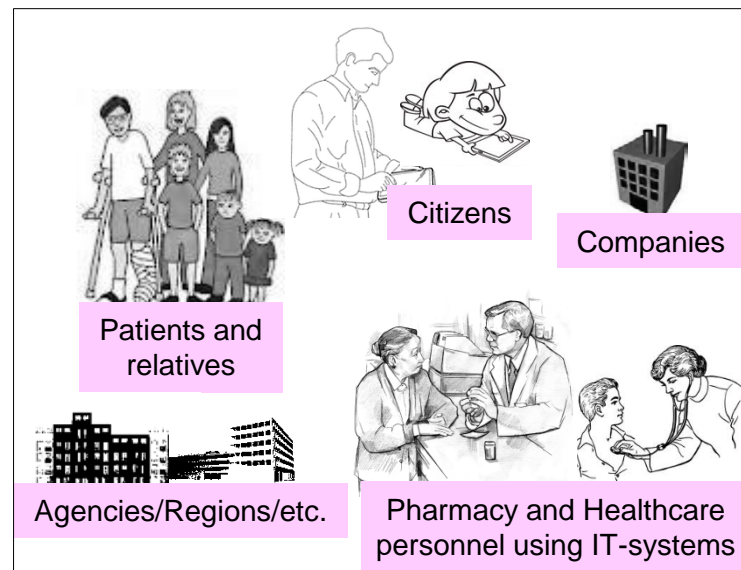 Citizens
Companies
Patients and
relatives
Agencies/Regions/etc.
Pharmacy and Healthcare
personnel using IT-systems